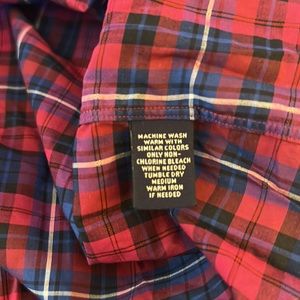 MACHINE WASH
WARM WITH
SIMILAR COLORS
ONLY NON-
CHLORINE BLEACH
WHEN NEEDED
TUMBLE DRY
MEDIUM
WARM IRON
IF NEEDED